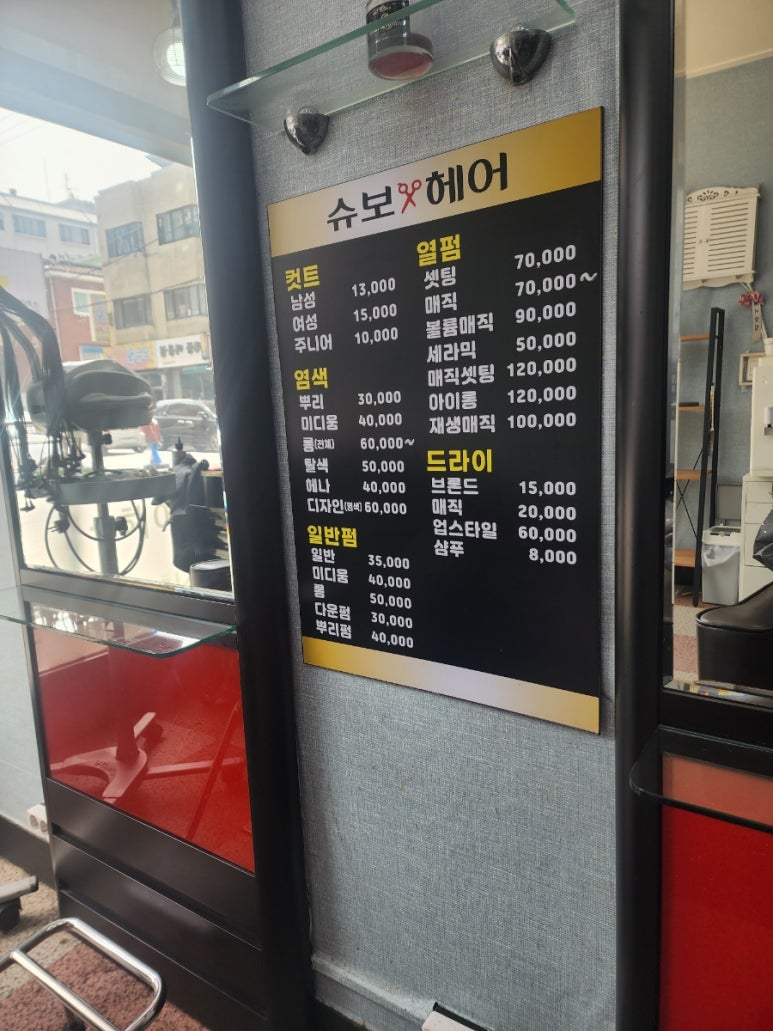 슈보 헤어
컷트
남성 13,000
여성 15,000
주니어 10,000
염색
뿌리 30,000
미디움 40,000
롱(전체) 60,000~
탈색 50,000
헤나 40,000
디자인(염색) 60,000
일반펌
일반 35,000
미디움 40,000
롱 50,000
다운펌 30,000
뿌리펌 40,000
열펌
셋팅 70,000
매직 70,000~
볼륨매직 90,000
세라믹 50,000
매직셋팅 120,000
아이롱 120,000
재생매직 100,000
드라이
브론드 15,000
매직 20,000
업스타일 60,000
샴푸 8,000